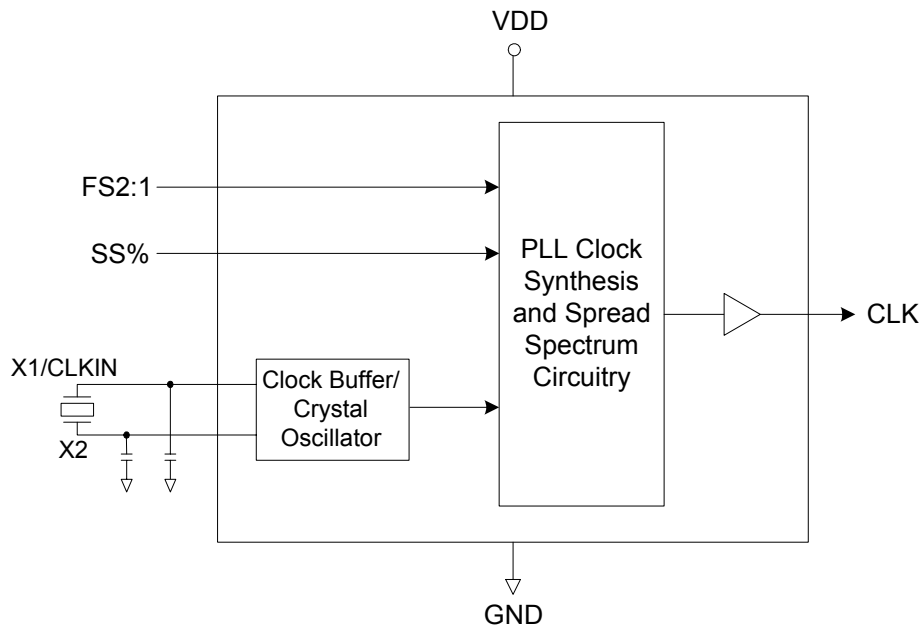 VDD
FS2:1
SS%
PLL Clock
Synthesis
and Spread
Spectrum
Circuitry
CLK
X1/CLKIN
X2
Clock Buffer/
Crystal
Oscillator
GND